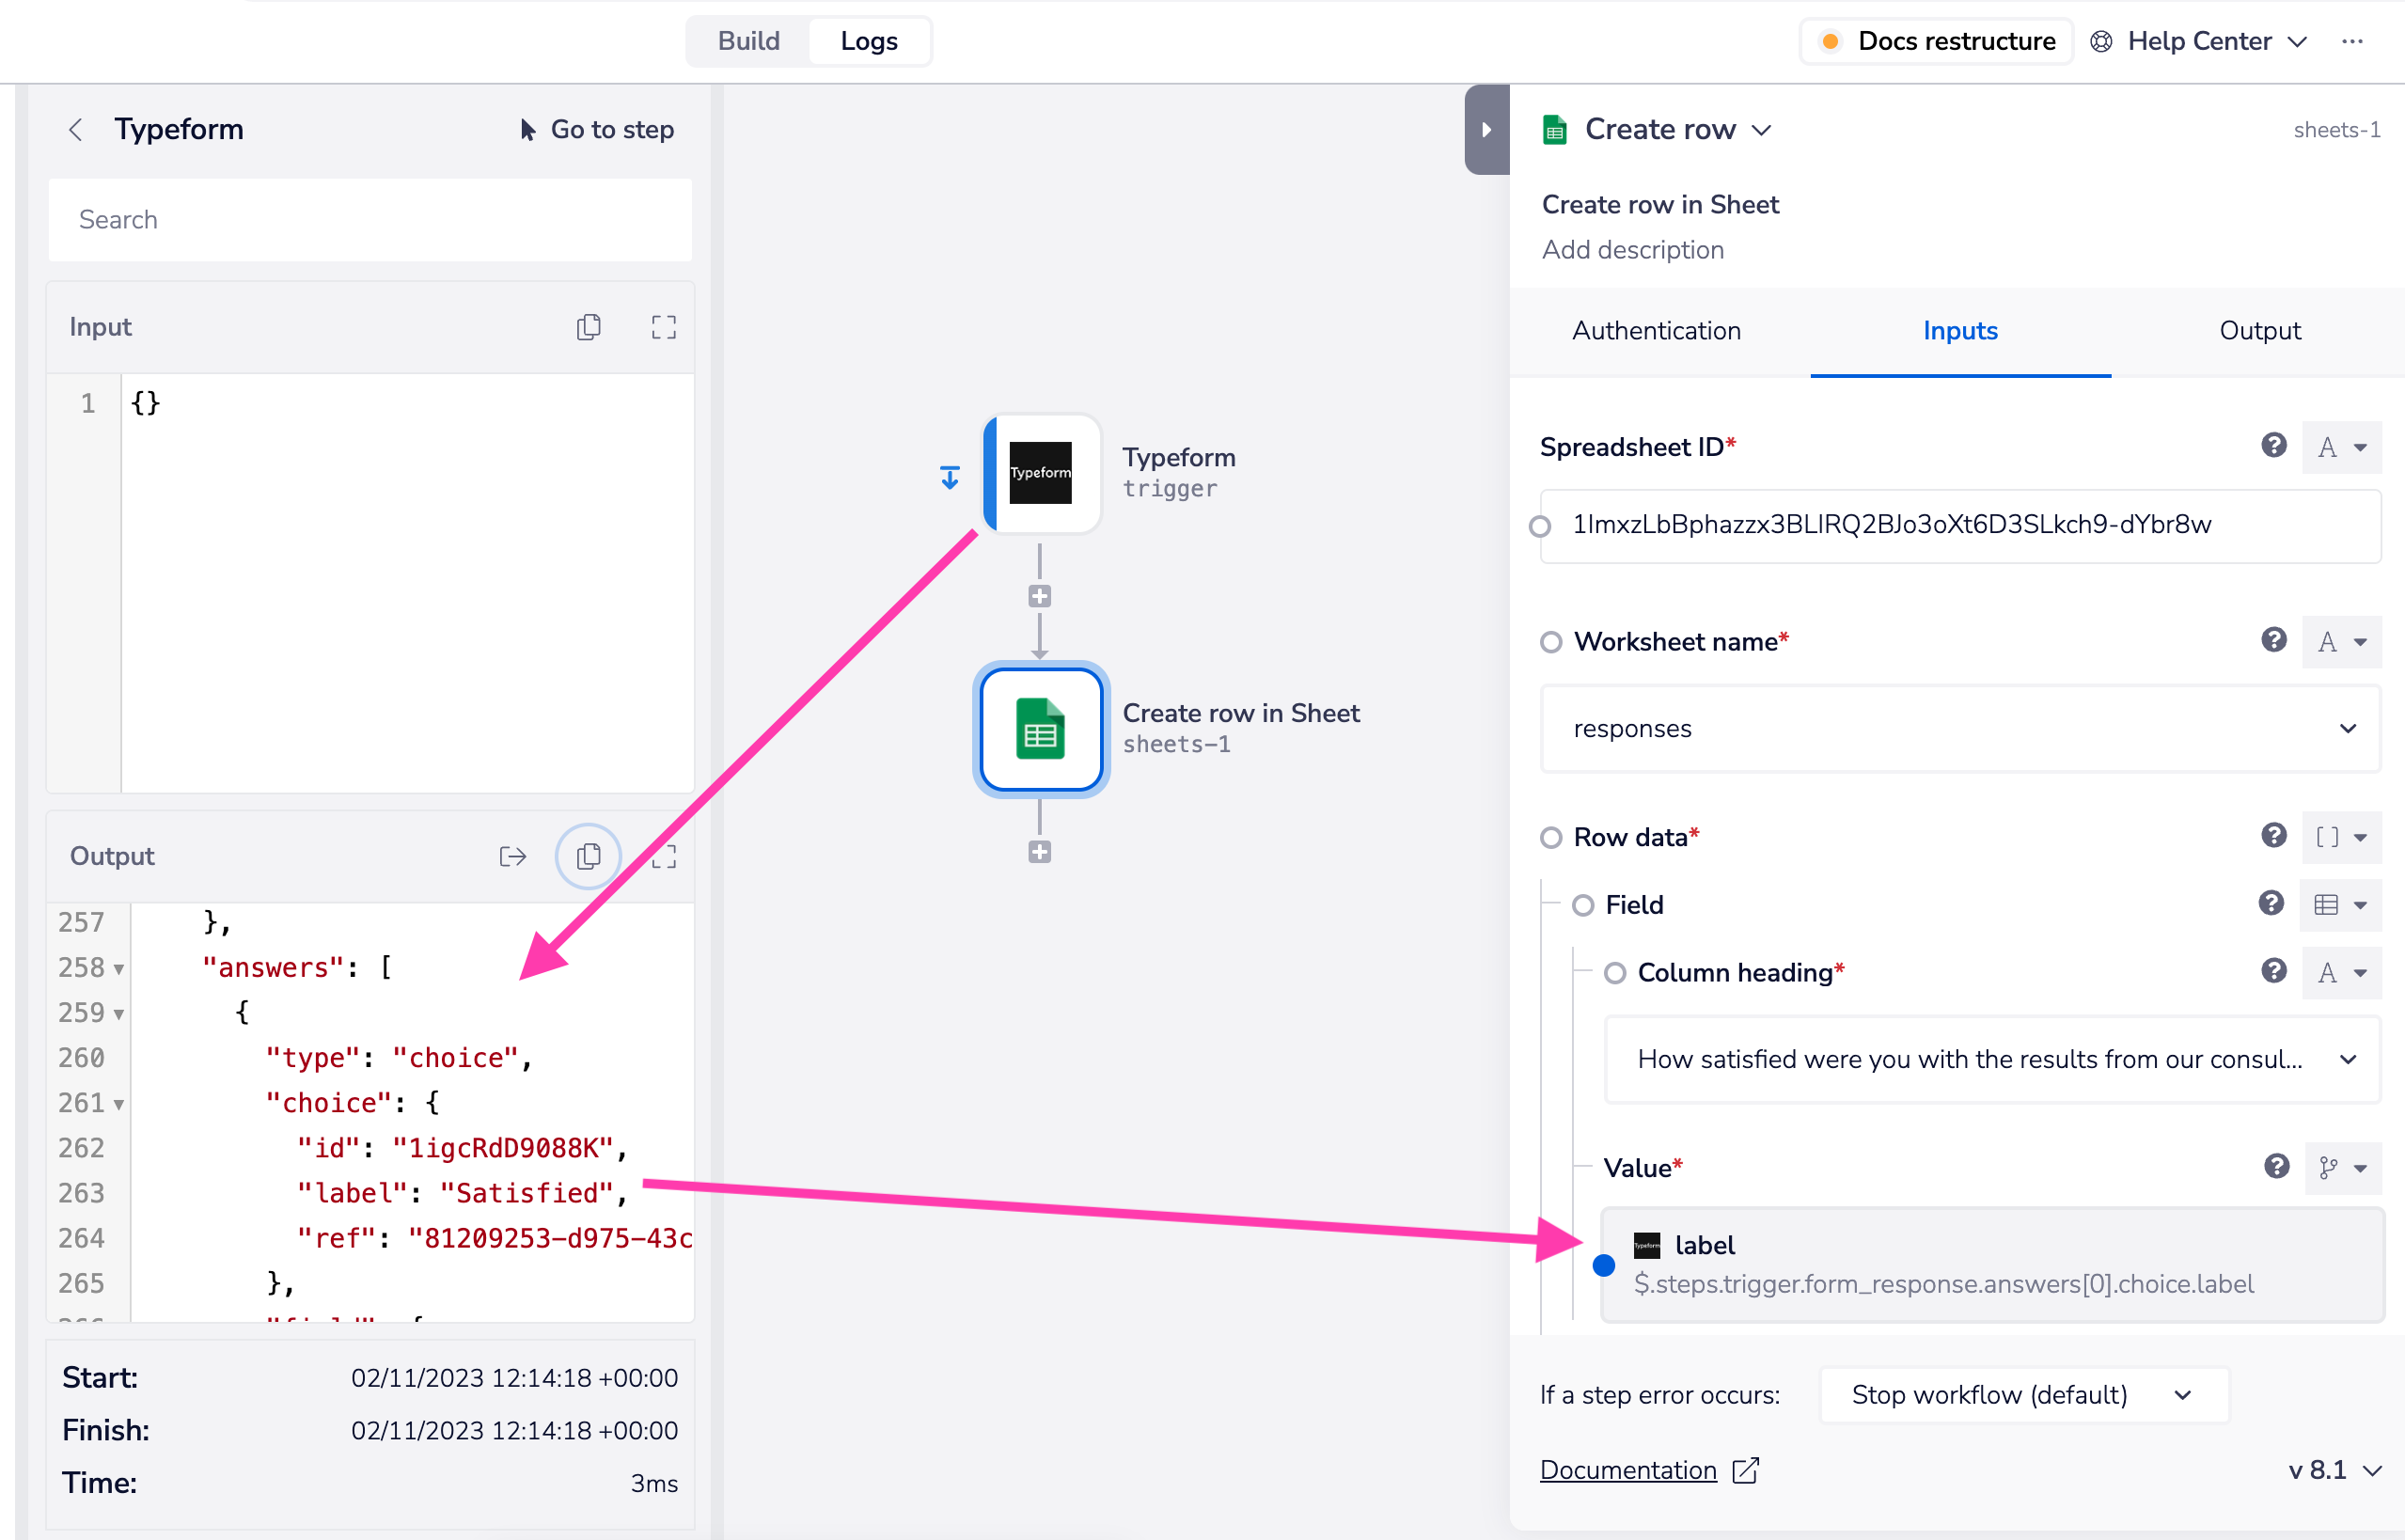 Build
Logs
Docs restructure
Help Center
Typeform
Go to step
Search
Input
1
{}
Output
257 },
258 "answers": [
259 {
260 "type": "choice",
261 "choice": {
262 "id": "1igcRdD9088K",
263 "label": "Satisfied",
264 "ref": "81209253-d975-43c
265 },
Start: 02/11/2023 12:14:18 +00:00
Finish: 02/11/2023 12:14:18 +00:00
Time: 3ms
Typeform
Typeform
trigger
Create row in Sheet
sheets-1
Create row
sheets-1
Create row in Sheet
Add description
Authentication
Inputs
Output
Spreadsheet ID*
A
1ImxzLbBphazzx3BLIRQ2BJo3oXt6D3SLkch9-dYbr8w
Worksheet name*
A
responses
Row data*
[ ]
Field
Column heading*
A
How satisfied were you with the results from our consul...
Value*
Typeform
label
$.steps.trigger.form_response.answers[0].choice.label
If a step error occurs:
Stop workflow (default)
Documentation
v 8.1